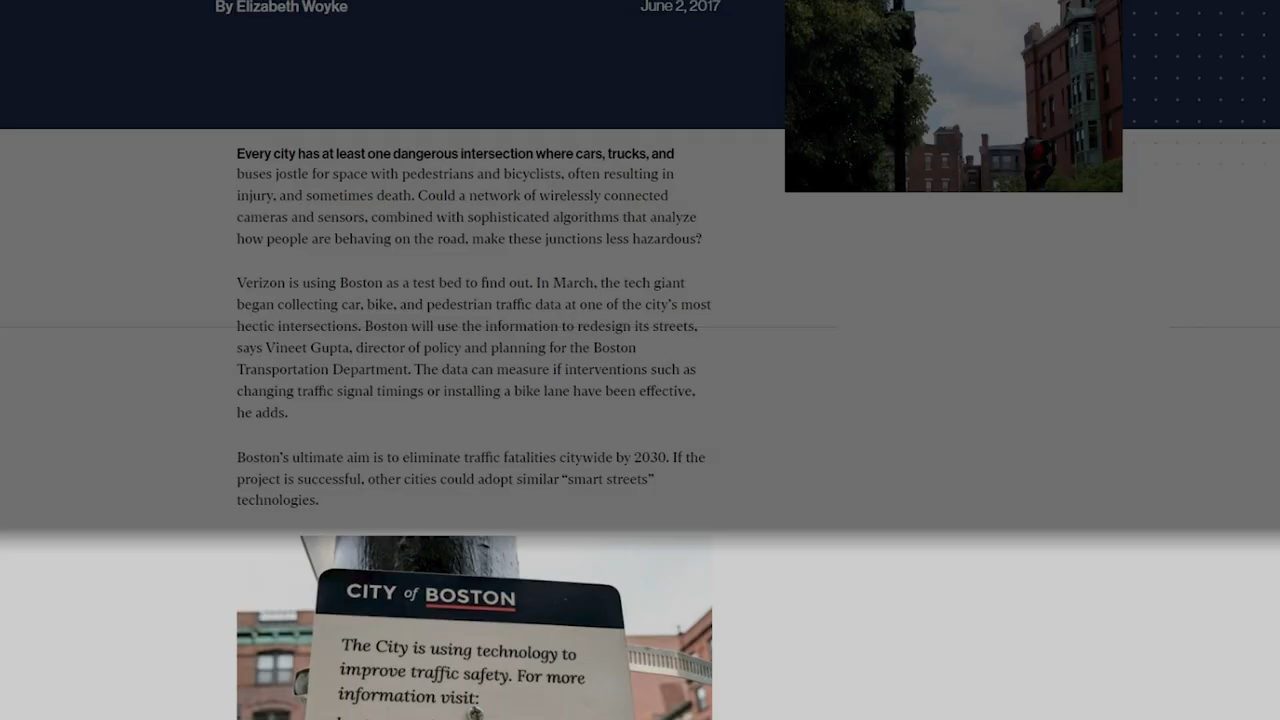 By Elizabeth Woyke
June 2, 2017
Every city has at least one dangerous intersection where cars, trucks, and
buses jostle for space with pedestrians and bicyclists, often resulting in
injury, and sometimes death. Could a network of wirelessly connected
cameras and sensors, combined with sophisticated algorithms that analyze
how people are behaving on the road, make these junctions less hazardous?
Verizon is using Boston as a test bed to find out. In March, the tech giant
began collecting car, bike, and pedestrian traffic data at one of the city’s most
hectic intersections. Boston will use the information to redesign its streets,
says Vineet Gupta, director of policy and planning for the Boston
Transportation Department. The data can measure if interventions such as
changing traffic signal timings or installing a bike lane have been effective,
he adds.
Boston’s ultimate aim is to eliminate traffic fatalities citywide by 2030. If the
project is successful, other cities could adopt similar “smart streets”
technologies.
CITY of BOSTON
The City is using technology to
improve traffic safety. For more
information visit: